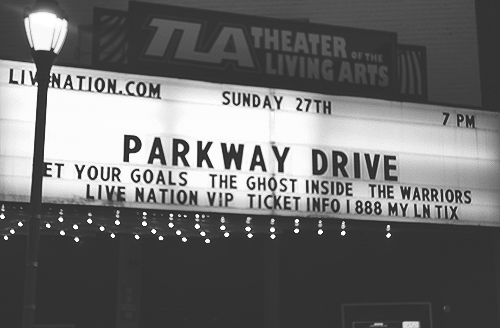 TLA THEATER
OF THE
LIVING ARTS
LIVENATION.COM
SUNDAY 27TH
7 PM
PARKWAY DRIVE
ET YOUR GOALS THE GHOST INSIDE THE WARRIORS
LIVE NATION VIP TICKET INFO 1 888 MY LN TIX